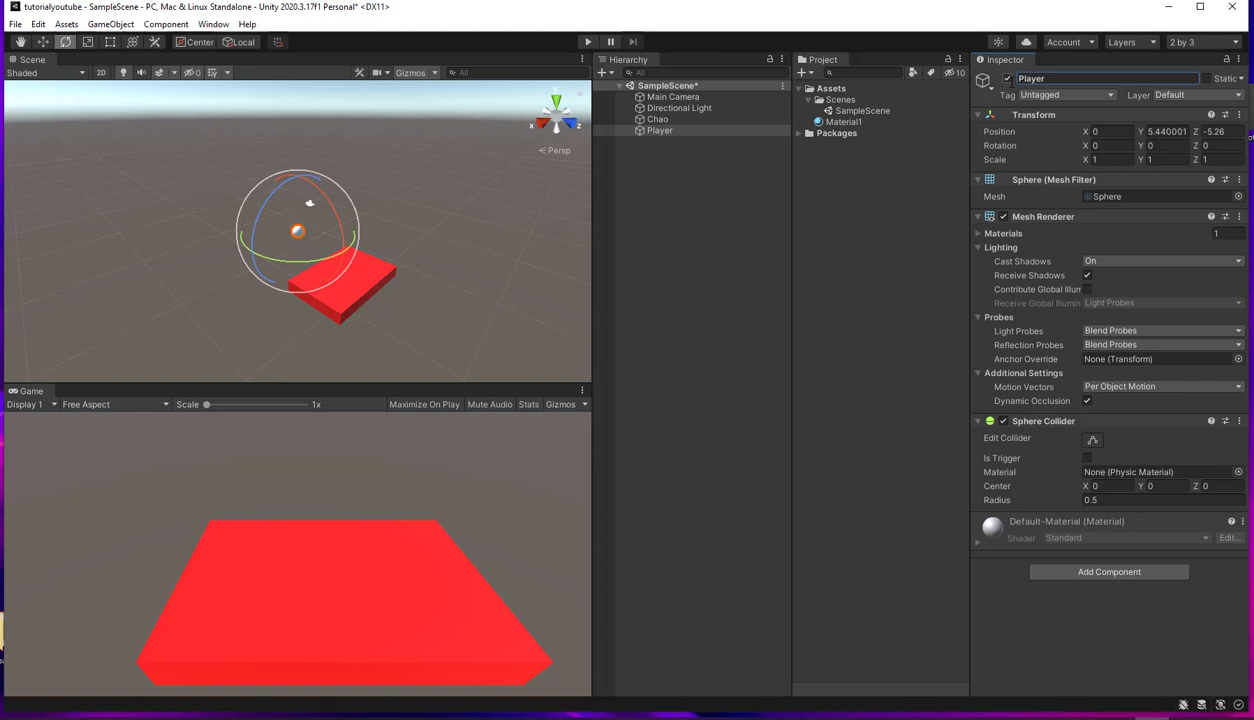 tutorialyoutube - SampleScene - PC, Mac & Linux Standalone - Unity 2020.3.17f1 Personal* <DX11>
File Edit Assets GameObject Component Window Help
Center Local Account Layers 2 by 3
Scene
Shaded 2D 0 Gizmos All
y
x z
Persp
Game
Display 1 Free Aspect Scale 1x Maximize On Play Mute Audio Stats Gizmos
Hierarchy
All
SampleScene*
Main Camera
Directional Light
Chao
Player
Project
10
Assets
Scenes
SampleScene
Material1
Packages
Inspector
Player Static
Tag Untagged Layer Default
Transform
Position X 0 Y 5.440001 Z -5.26
Rotation X 0 Y 0 Z 0
Scale X 1 Y 1 Z 1
Sphere (Mesh Filter)
Mesh Sphere
Mesh Renderer
Materials 1
Lighting
Cast Shadows On
Receive Shadows
Contribute Global Illum
Receive Global Illumin Light Probes
Probes
Light Probes Blend Probes
Reflection Probes Blend Probes
Anchor Override None (Transform)
Additional Settings
Motion Vectors Per Object Motion
Dynamic Occlusion
Sphere Collider
Edit Collider
Is Trigger
Material None (Physic Material)
Center X 0 Y 0 Z 0
Radius 0.5
Default-Material (Material)
Shader Standard Edit...
Add Component